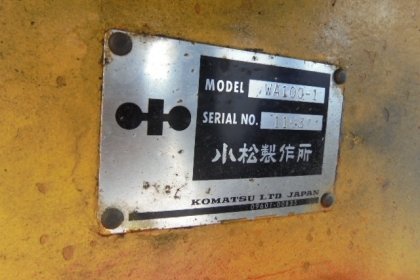 MODEL WA100-1
SERIAL NO.
小松製作所
KOMATSU LTD JAPAN